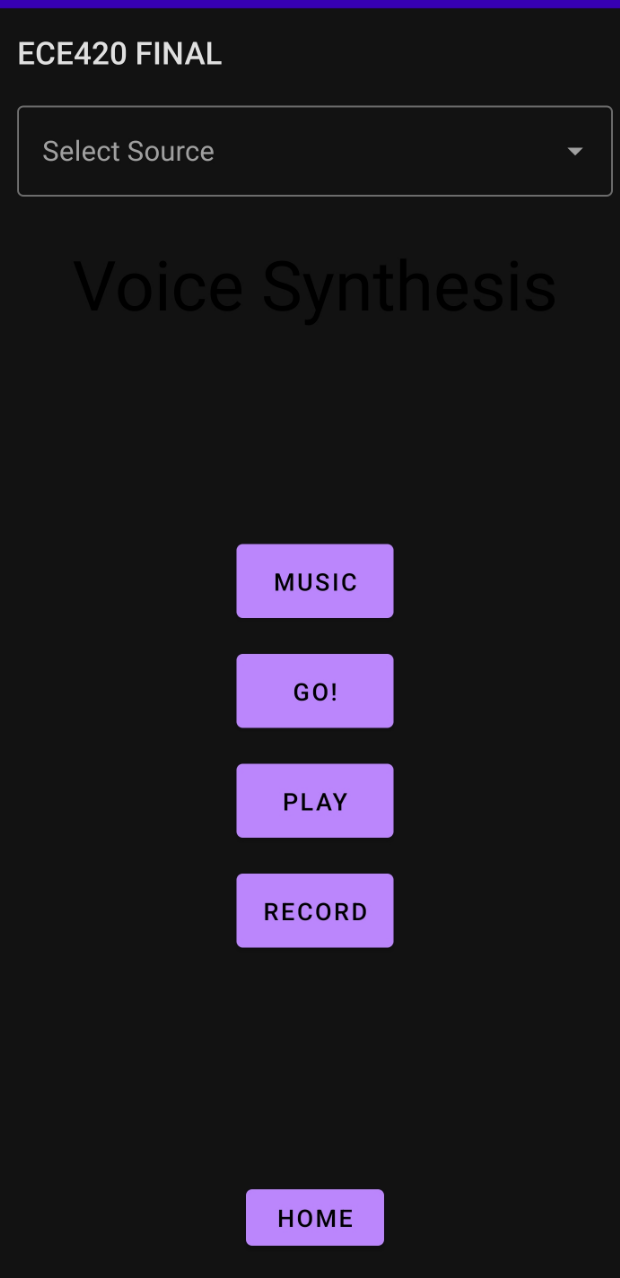 ECE420 FINAL
Select Source
Voice Synthesis
MUSIC
GO!
PLAY
RECORD
HOME